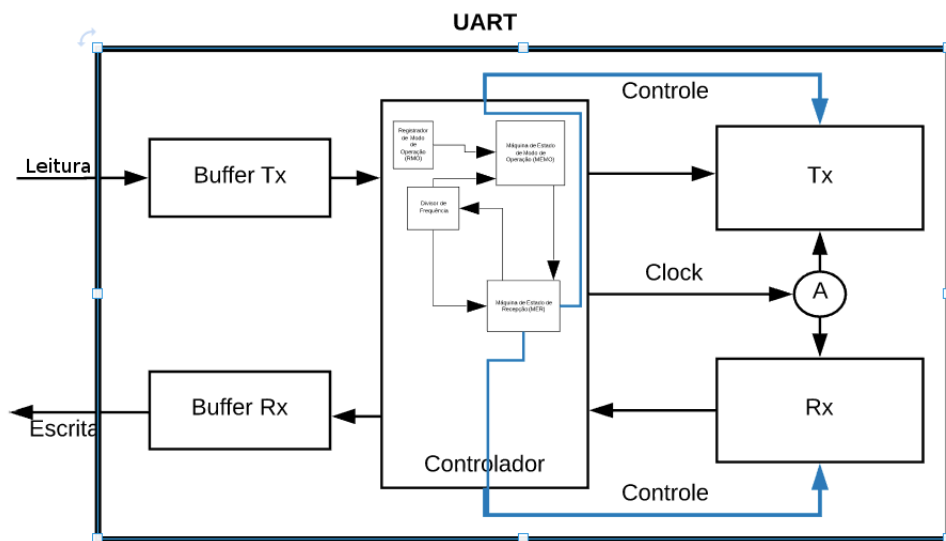 UART
Controle
Registrador
de Modo
de Operação
(RMO)
Máquina de Estado
de Modo de
Operação (MEMO)
Leitura
Buffer Tx
Tx
Divisor de
Frequência
Clock
A
Máquina de Estado de
Recepção(MER)
Buffer Rx
Rx
Escrita
Controlador
Controle